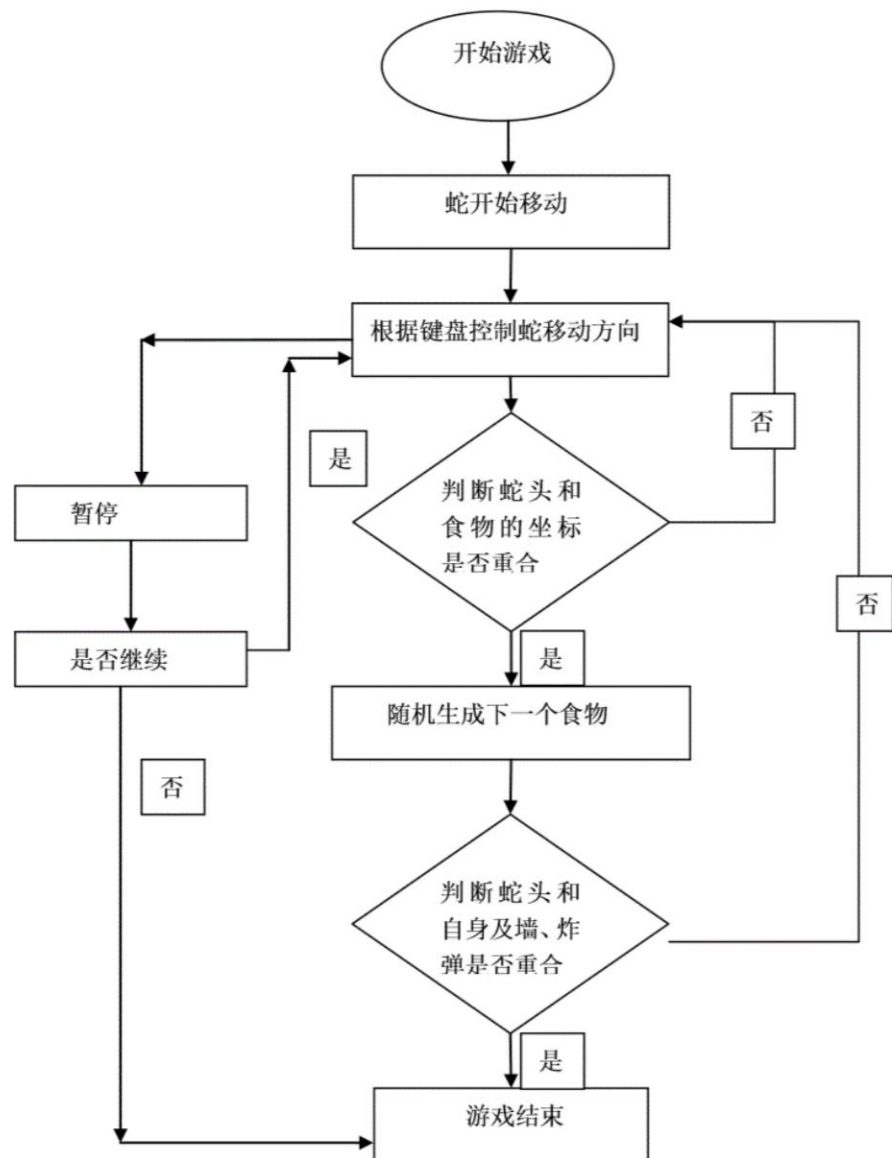 开始游戏
蛇开始移动
根据键盘控制蛇移动方向
否
是
判断蛇头和
食物的坐标
是否重合
暂停
否
是否继续
是
随机生成下一个食物
否
判断蛇头和
自身及墙、炸
弹是否重合
是
游戏结束